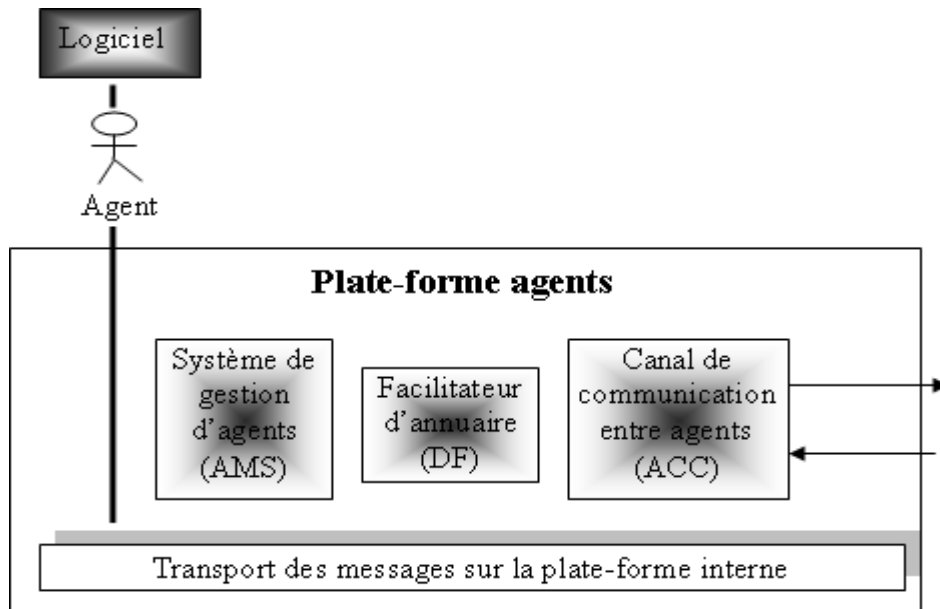 Logiciel
Agent
Plate-forme agents
Système de
gestion
d'agents
(AMS)
Facilitateur
d'annuaire
(DF)
Canal de
communication
entre agents
(ACC)
Transport des messages sur la plate-forme interne